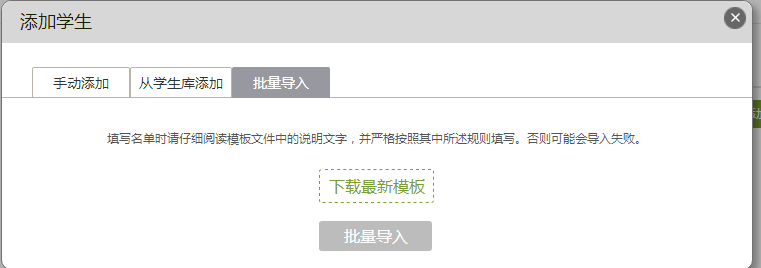 添加学生
手动添加
从学生库添加
批量导入
填写名单时请仔细阅读模板文件中的说明文字，并严格按照其中所述规则填写。否则可能会导入失败。
下载最新模板
批量导入